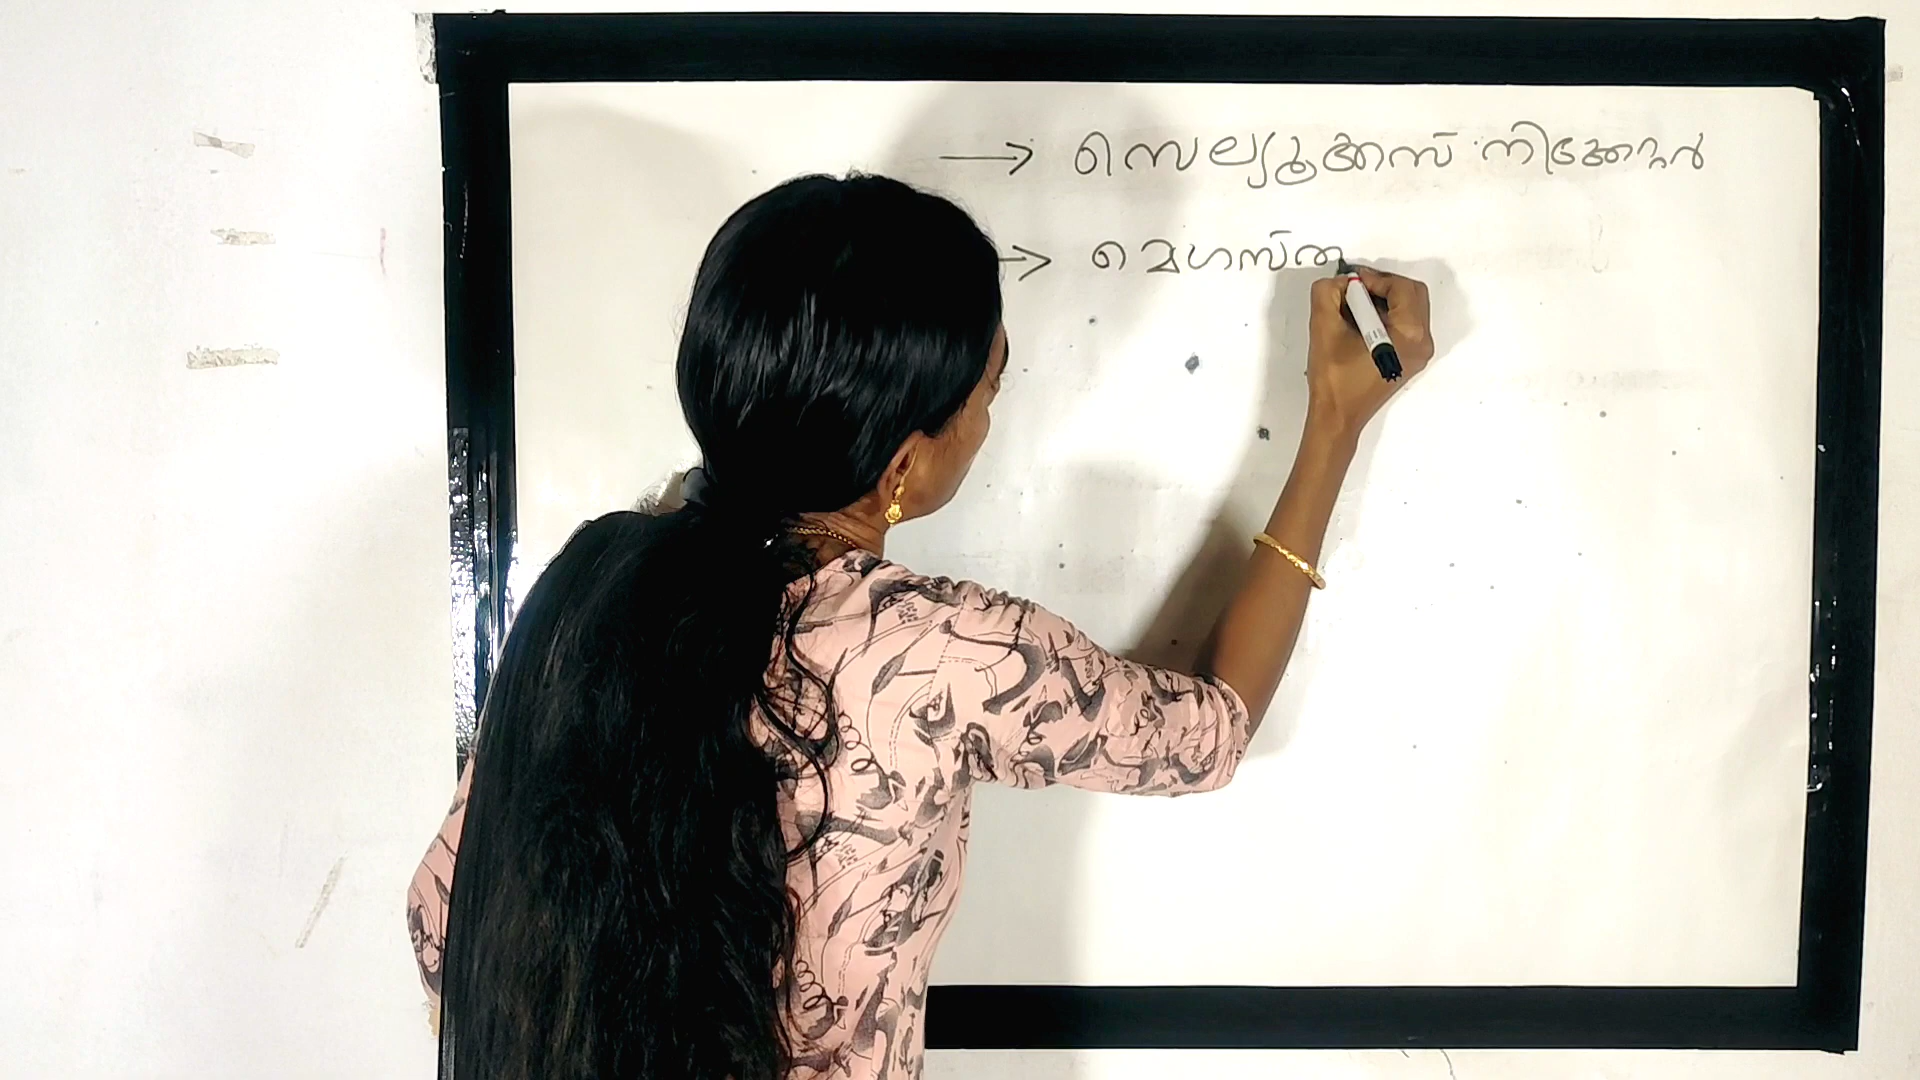 → സെല്യൂക്കസ് നിക്കേറ്റർ
→ മെഗസ്ത